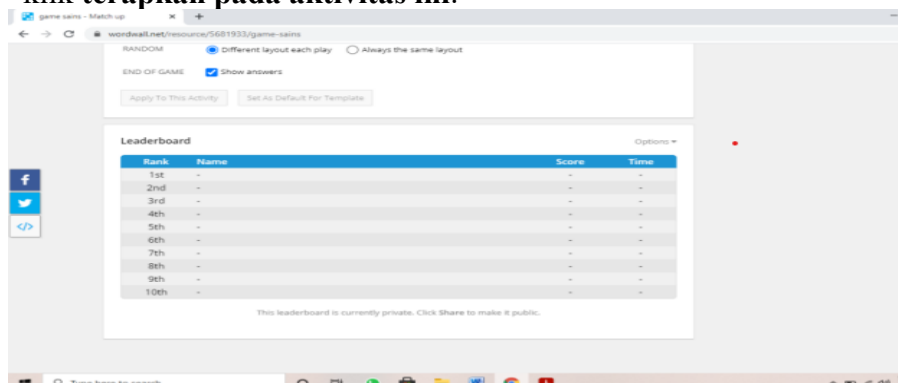 klik terapkan pada aktivitas ini.
game sains - Match up
wordwall.net/resource/5681933/game-sains
RANDOM Different layout each play Always the same layout
END OF GAME Show answers
Apply To This Activity Set As Default For Template
Leaderboard Options
Rank Name Score Time
1st - - -
2nd - - -
3rd - - -
4th - - -
5th - - -
6th - - -
7th - - -
8th - - -
9th - - -
10th - - -
This leaderboard is currently private. Click Share to make it public.
Type here to search